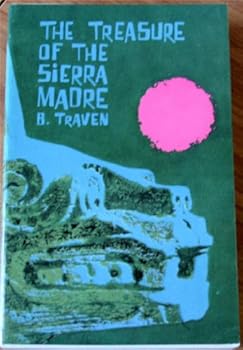 THE TREASURE
OF THE
SiERRA
MADRE
B. TRAVEN